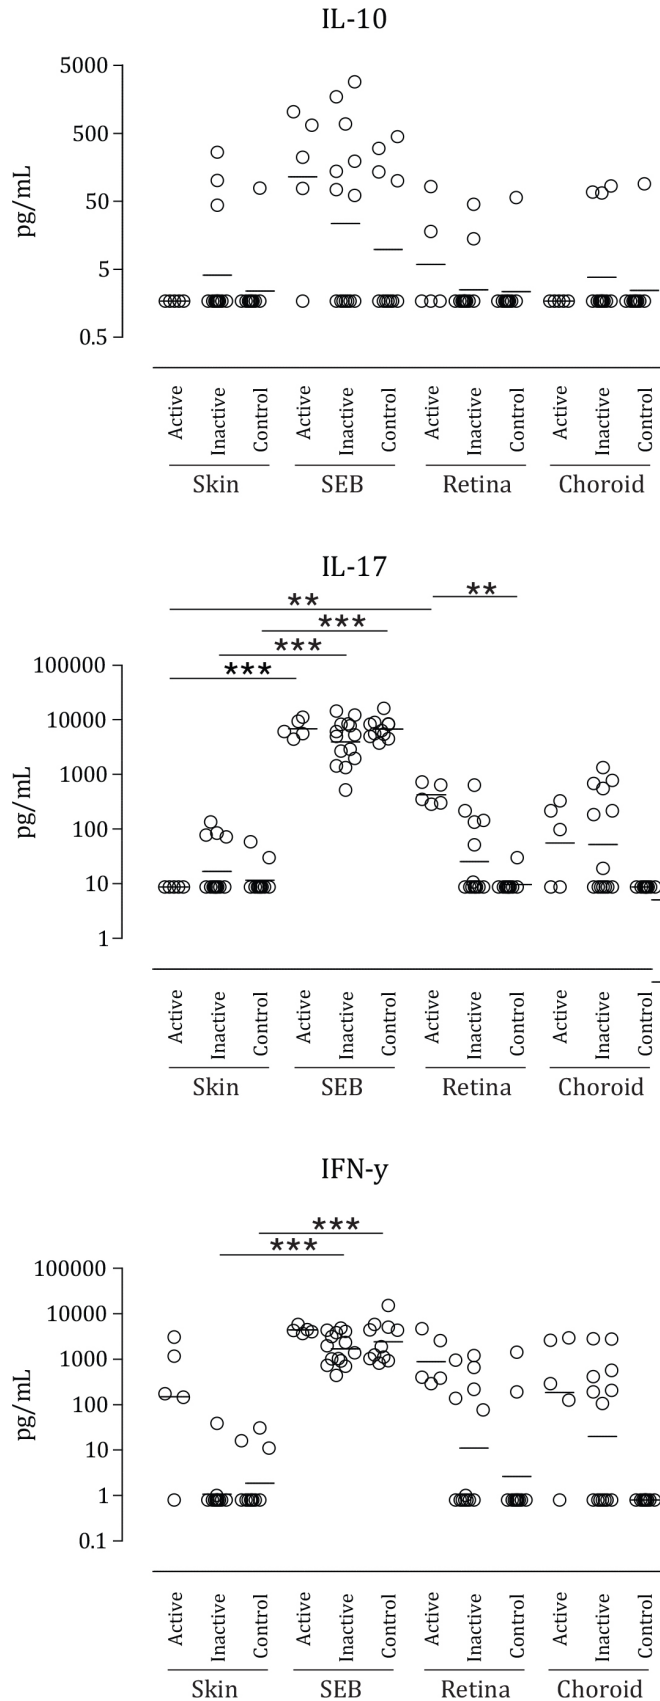 IL-10
5000
500
50
5
0.5
pg/mL
Active Inactive Control Active Inactive Control Active Inactive Control Active Inactive Control
Skin SEB Retina Choroid
IL-17
** **
***
***
***
100000
10000
1000
100
10
1
pg/mL
Active Inactive Control Active Inactive Control Active Inactive Control Active Inactive Control
Skin SEB Retina Choroid
IFN-y
***
***
100000
10000
1000
100
10
1
0.1
pg/mL
Active Inactive Control Active Inactive Control Active Inactive Control Active Inactive Control
Skin SEB Retina Choroid